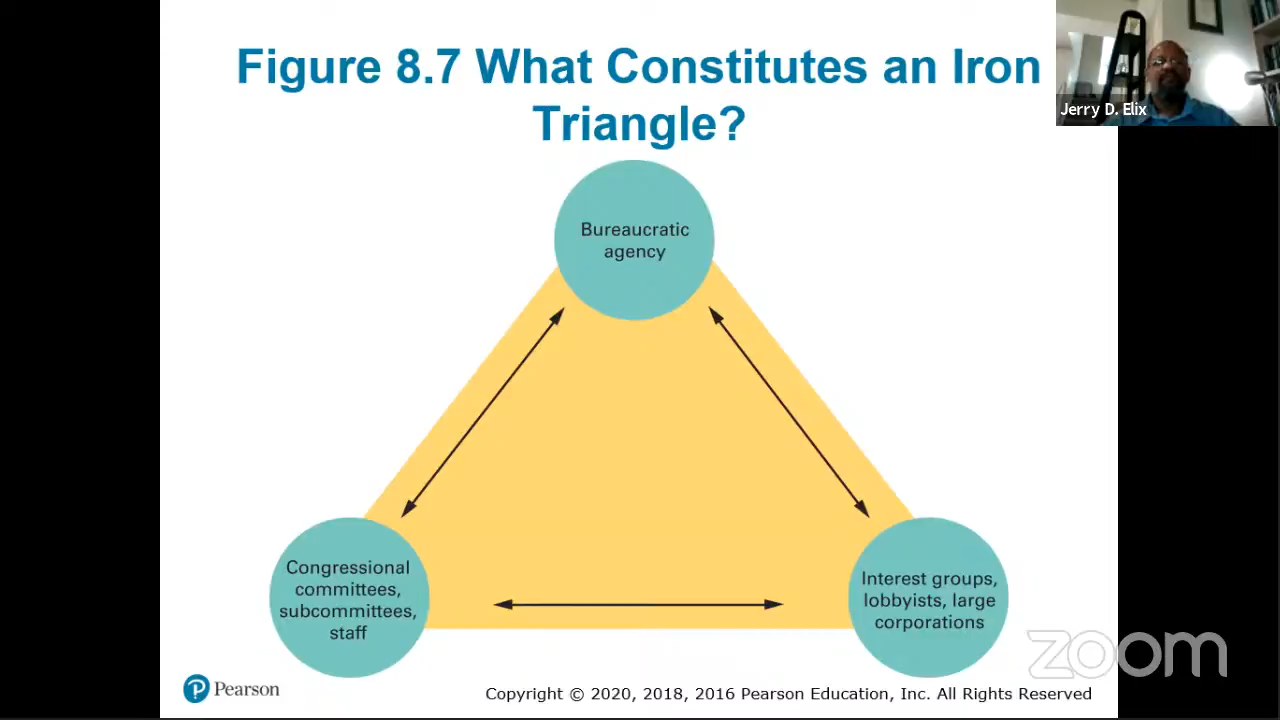 Figure 8.7 What Constitutes an Iron
Triangle?
Jerry D. Elix
Bureaucratic
agency
Congressional
committees,
subcommittees,
staff
Interest groups,
lobbyists, large
corporations
zoom
P Pearson
Copyright © 2020, 2018, 2016 Pearson Education, Inc. All Rights Reserved